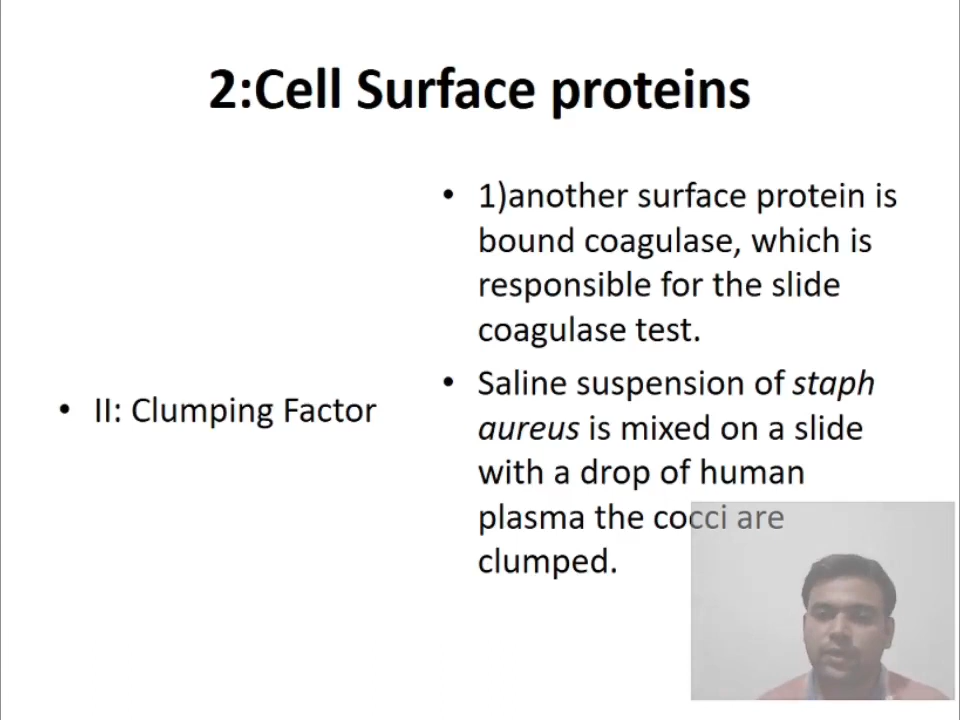 2:Cell Surface proteins
• II: Clumping Factor
• 1)another surface protein is
bound coagulase, which is
responsible for the slide
coagulase test.
• Saline suspension of staph
aureus is mixed on a slide
with a drop of human
plasma the cocci are
clumped.